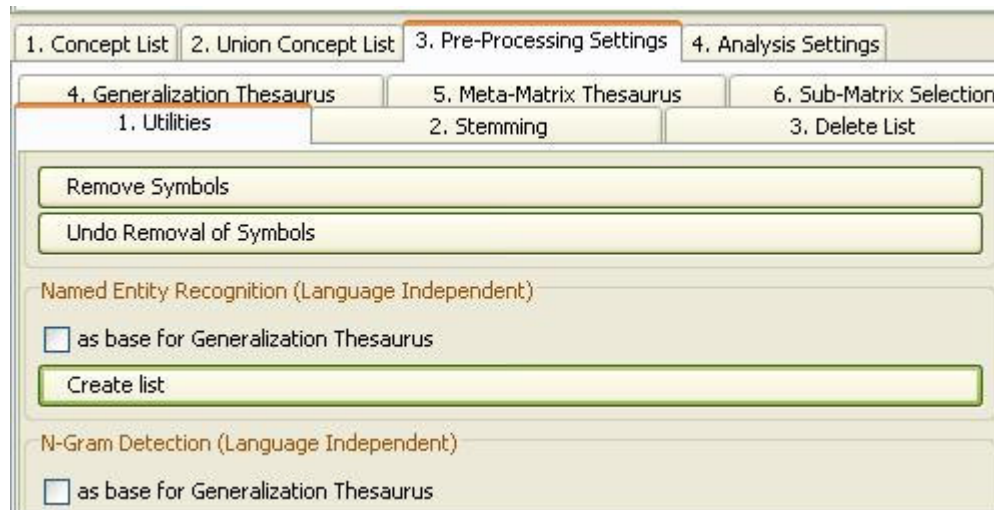 1. Concept List 2. Union Concept List 3. Pre-Processing Settings 4. Analysis Settings
4. Generalization Thesaurus 5. Meta-Matrix Thesaurus 6. Sub-Matrix Selection
1. Utilities 2. Stemming 3. Delete List
Remove Symbols
Undo Removal of Symbols
Named Entity Recognition (Language Independent)
as base for Generalization Thesaurus
Create list
N-Gram Detection (Language Independent)
as base for Generalization Thesaurus